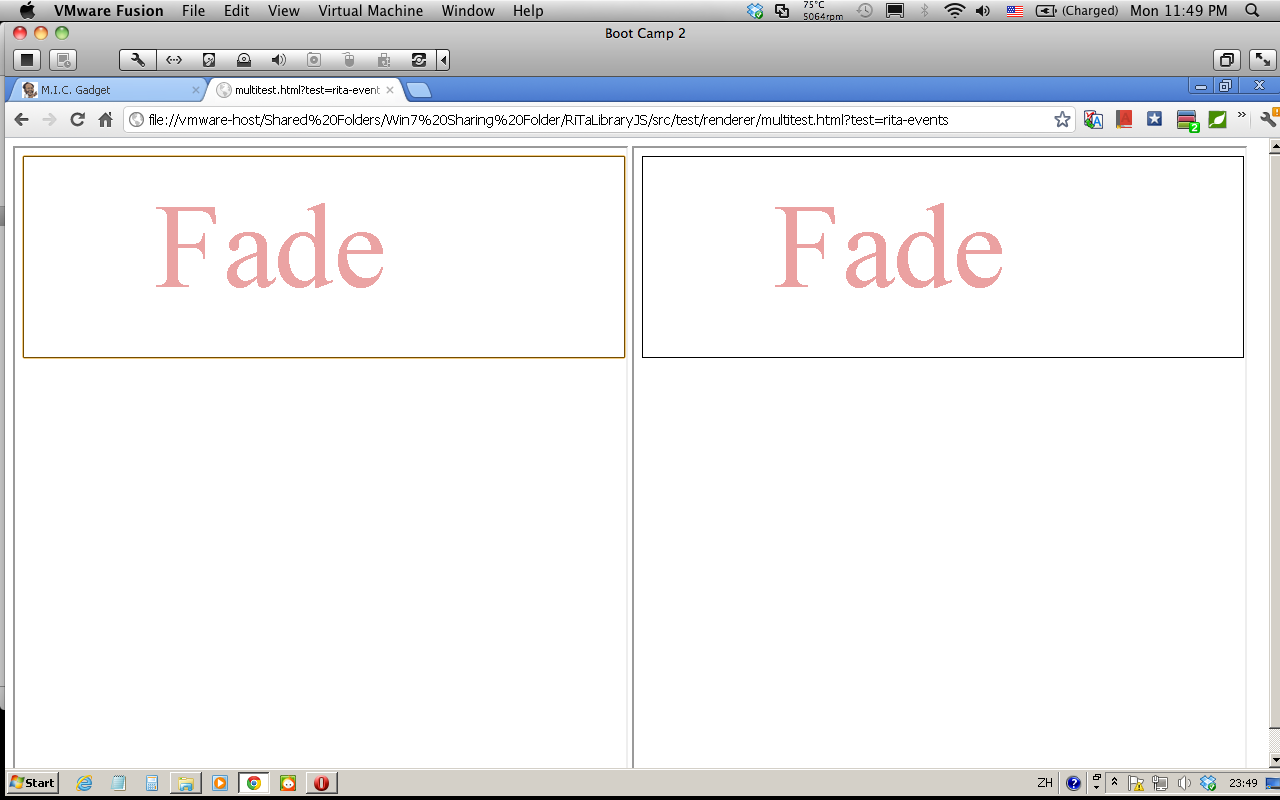 VMware Fusion File Edit View Virtual Machine Window Help 75°C 5064rpm (Charged) Mon 11:49 PM
Boot Camp 2
M.I.C. Gadget multitest.html?test=rita-event
file://vmware-host/Shared%20Folders/Win7%20Sharing%20Folder/RiTaLibraryJS/src/test/renderer/multitest.html?test=rita-events
2
Fade Fade
Start ZH 23:49